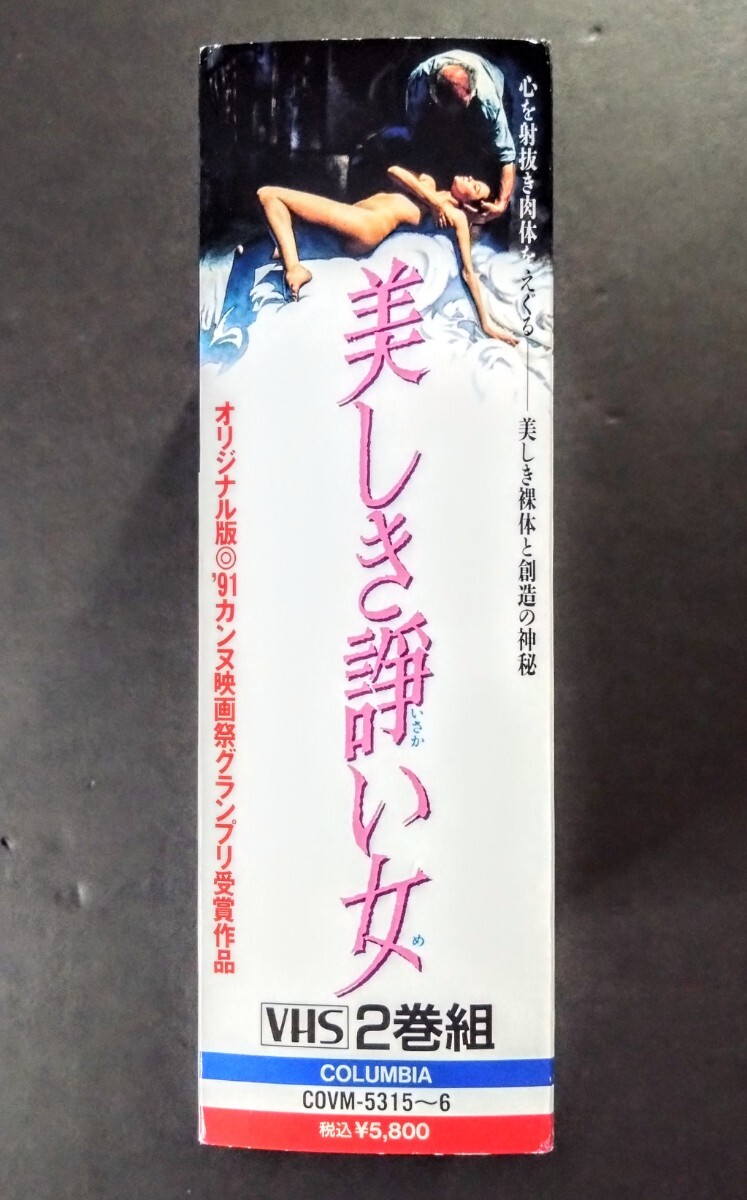 心を射抜き肉体をえぐる――美しき裸体と創造の神秘
美しき諍い女
いさか
め
オリジナル版◎'91カンヌ映画祭グランプリ受賞作品
VHS 2巻組
COLUMBIA
COVM-5315〜6
税込¥5,800